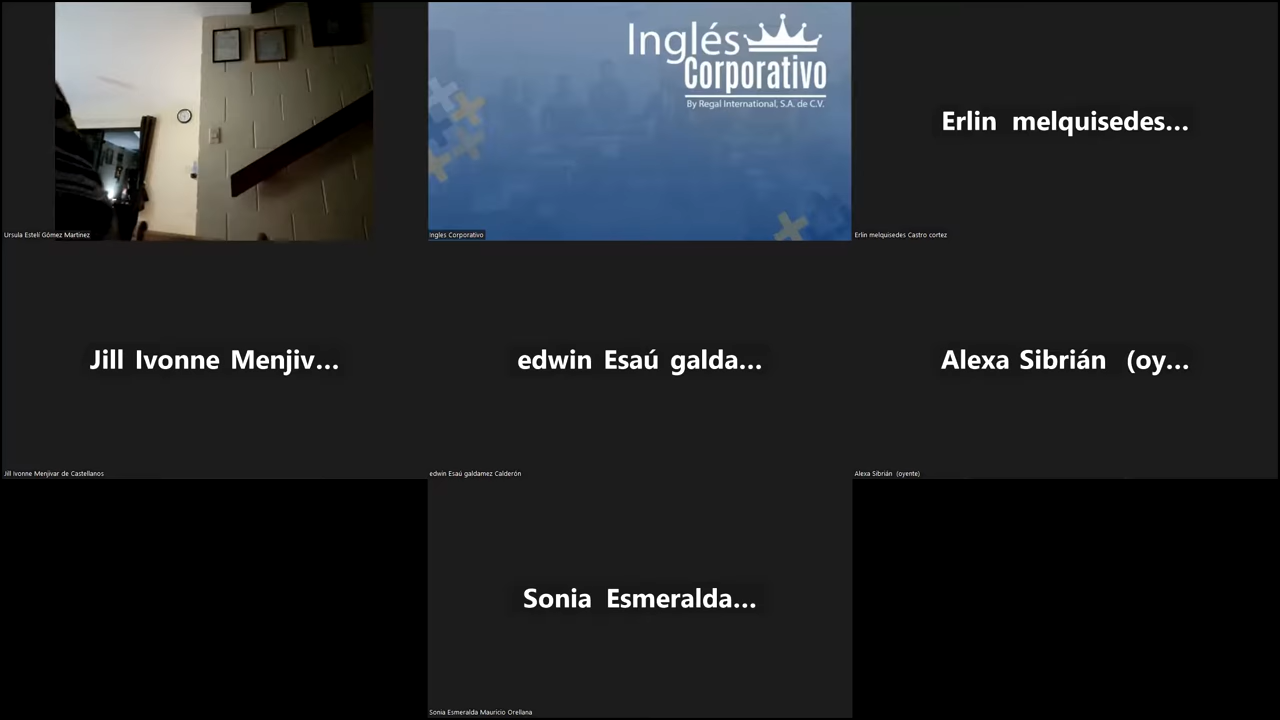 Inglés
Corporativo
By Regal International, S.A. de C.V.
Erlin melquisedes...
Ursula Estelí Gómez Martinez
Ingles Corporativo
Erlin melquisedes Castro cortez
Jill Ivonne Menjiv...
edwin Esaú galda...
Alexa Sibrián (oy...
Jill Ivonne Menjivar de Castellanos
edwin Esaú galdamez Calderón
Alexa Sibrián (oyente)
Sonia Esmeralda...
Sonia Esmeralda Mauricio Orellana